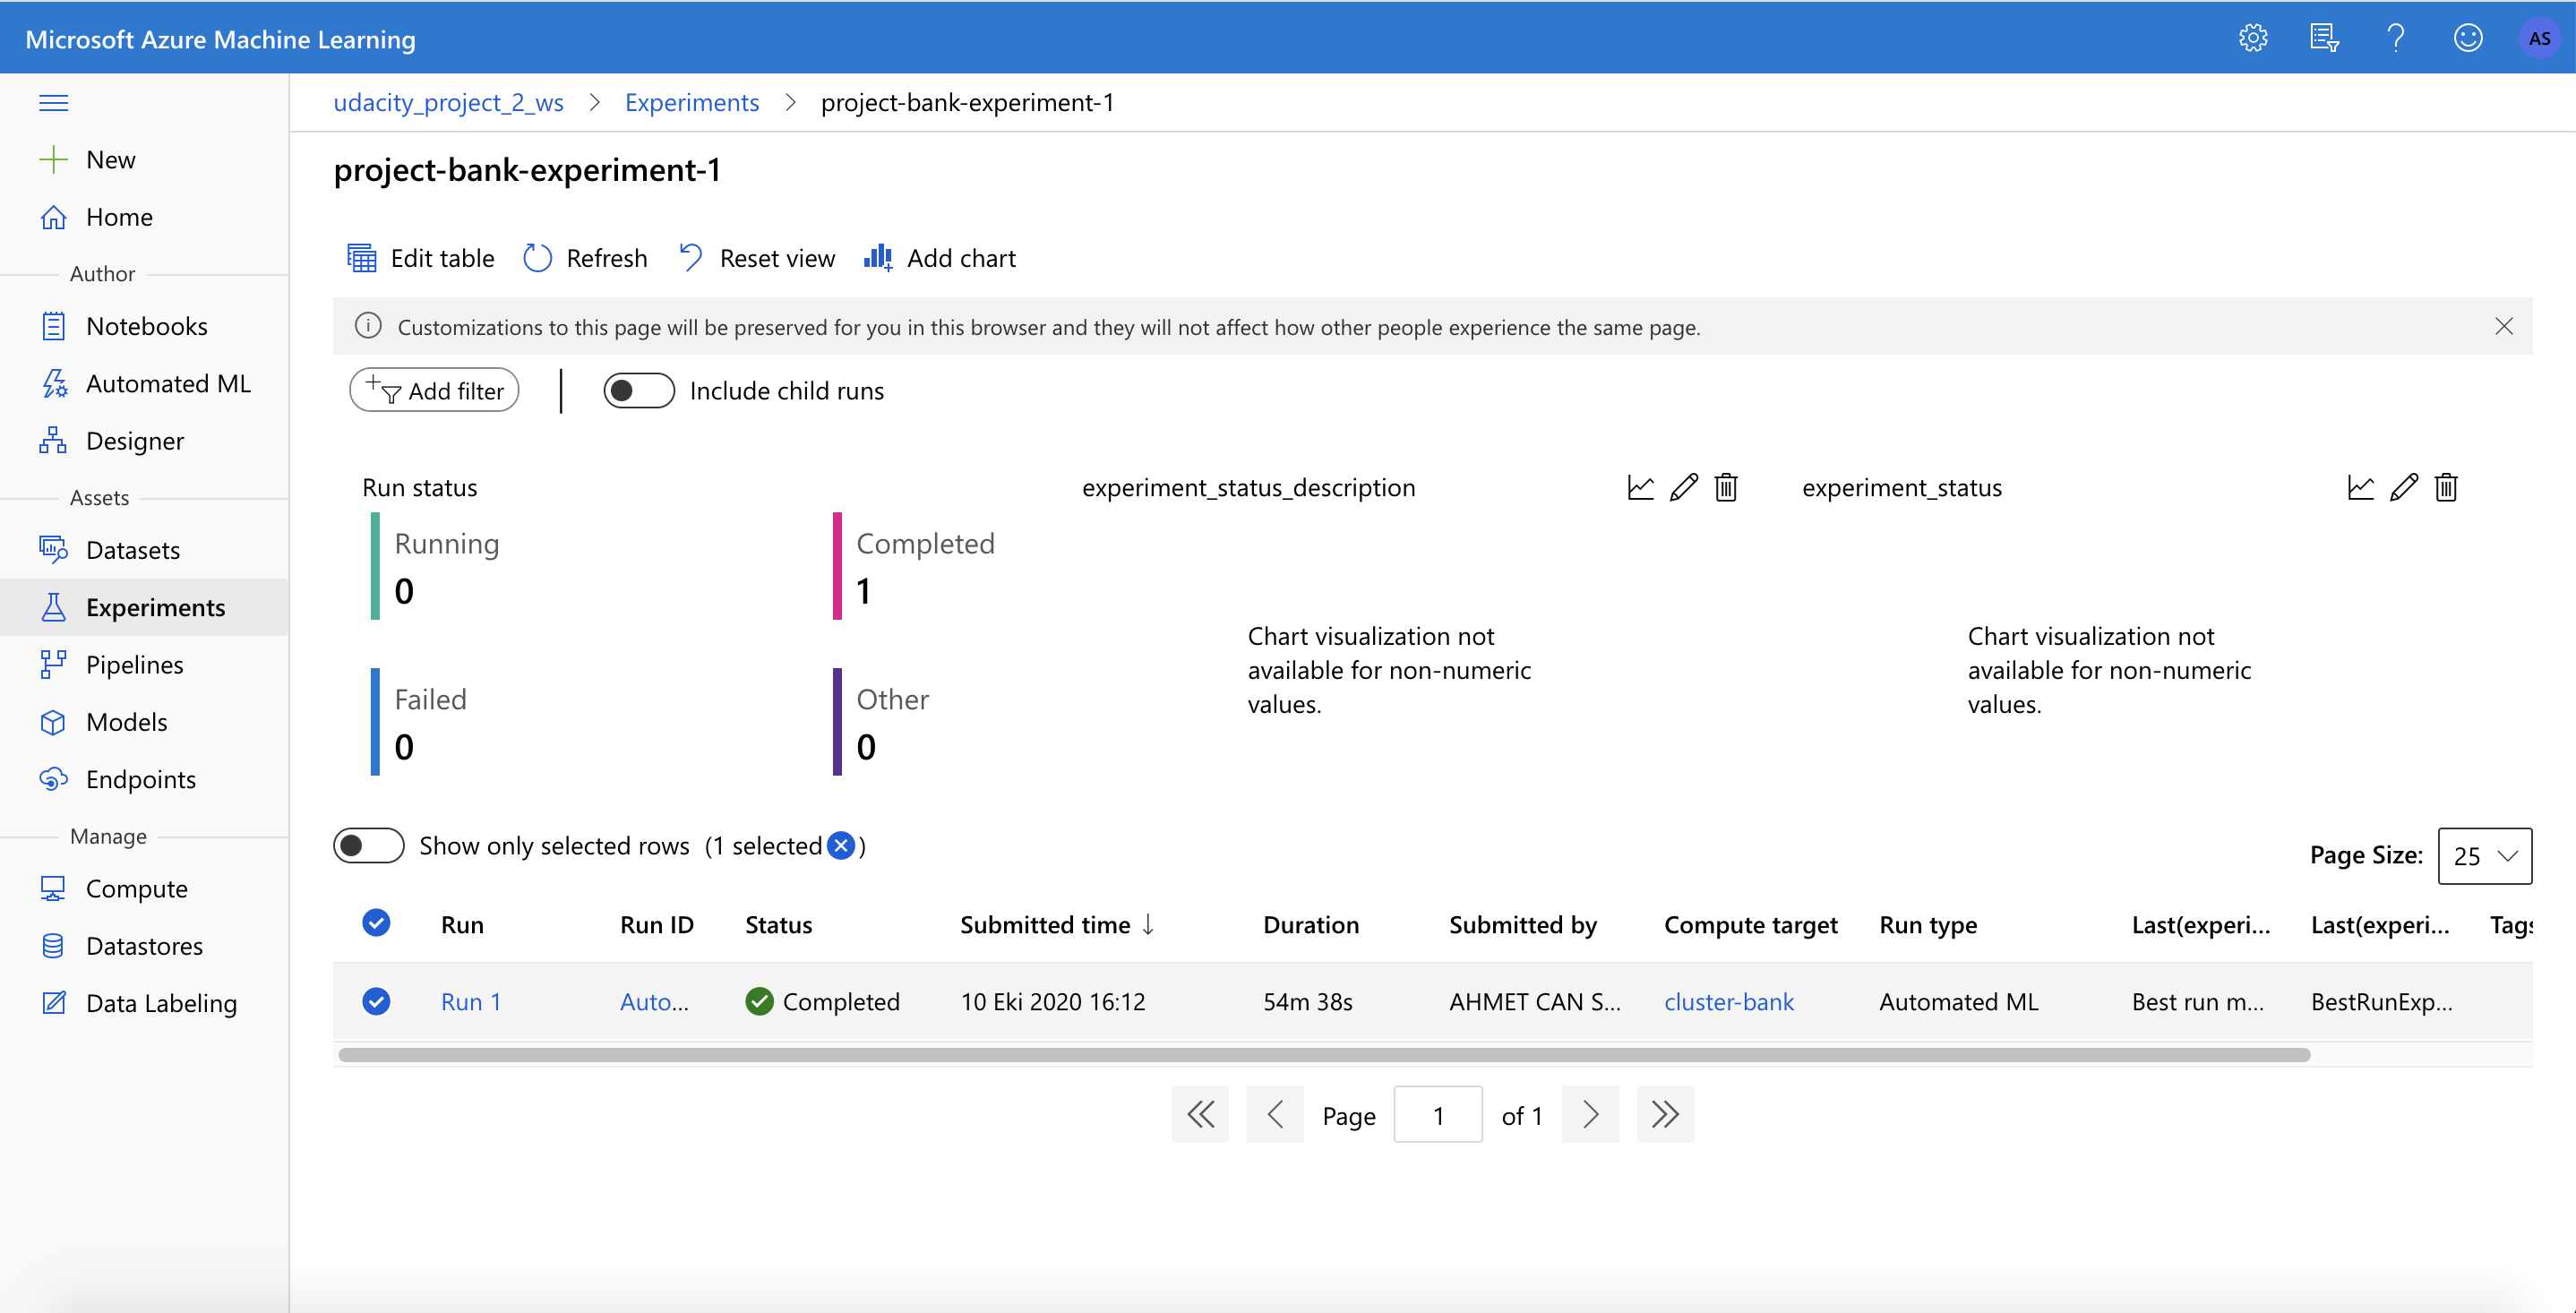 Microsoft Azure Machine Learning
AS
udacity_project_2_ws > Experiments > project-bank-experiment-1
New
Home
Author
Notebooks
Automated ML
Designer
Assets
Datasets
Experiments
Pipelines
Models
Endpoints
Manage
Compute
Datastores
Data Labeling
project-bank-experiment-1
Edit table Refresh Reset view Add chart
Customizations to this page will be preserved for you in this browser and they will not affect how other people experience the same page.
Add filter Include child runs
Run status
Running
0
Completed
1
Failed
0
Other
0
experiment_status_description
Chart visualization not
available for non-numeric
values.
experiment_status
Chart visualization not
available for non-numeric
values.
Show only selected rows (1 selected )
Page Size: 25
Run Run ID Status Submitted time ↓ Duration Submitted by Compute target Run type Last(experi... Last(experi... Tags
Run 1 Auto... Completed 10 Eki 2020 16:12 54m 38s AHMET CAN S... cluster-bank Automated ML Best run m... BestRunExp...
Page 1 of 1